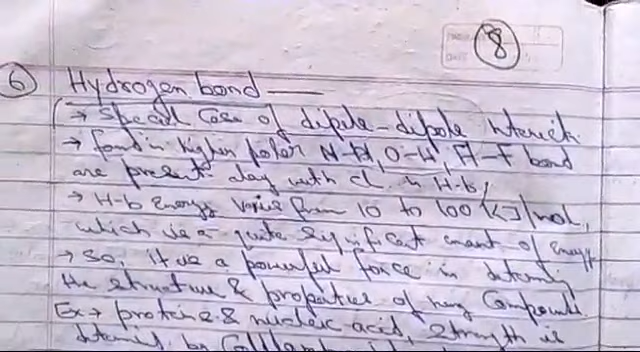 8
6 Hydrogen bond —
→ Special Case of dipole-dipole interacti
→ found in higher polar N-H, O-H, H-F bond
are present along with cl. in H-b/
→ H-b Energy varies from 10 to 100 KJ/mol,
which is a quite significant amount of Energy
→ So, it is a powerful force in determi
the structure & properties of many Compounds.
Ex → proteins & nucleic acid, strength is